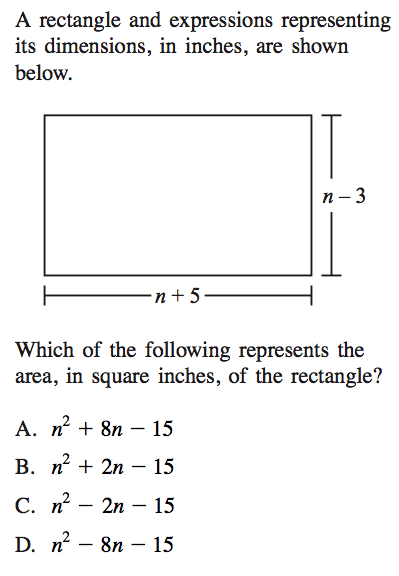 A rectangle and expressions representing
its dimensions, in inches, are shown
below.
n – 3
n + 5
Which of the following represents the
area, in square inches, of the rectangle?
A. n² + 8n − 15
B. n² + 2n − 15
C. n² − 2n − 15
D. n² − 8n − 15